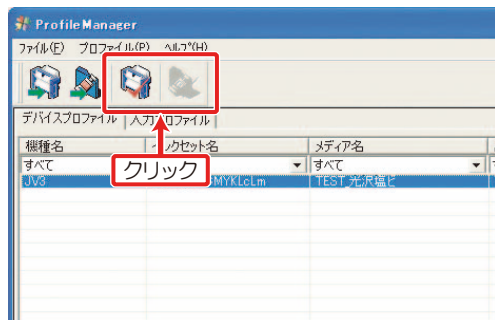 ProfileManager
ファイル(F) プロファイル(P) ヘルプ(H)
デバイスプロファイル 入力プロファイル
機種名 インクセット名 メディア名
すべて すべて
クリック
JV3 MYKLcLm TEST_光沢塩ビ